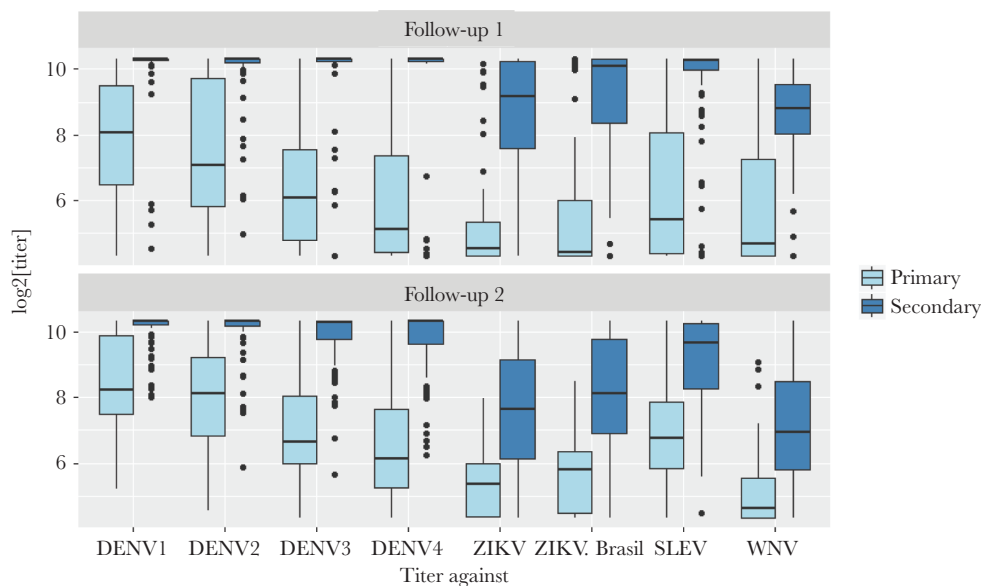 Follow-up 1
10
8
6
Follow-up 2
10
8
6
log2[titer]
DENV1 DENV2 DENV3 DENV4 ZIKV ZIKV. Brasil SLEV WNV
Titer against
Primary
Secondary